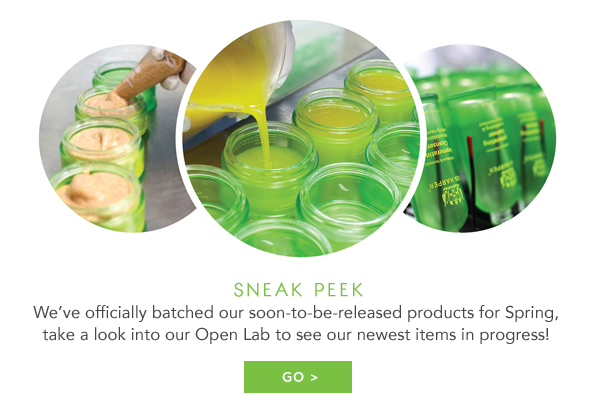 HARPER
SNEAK PEEK
We've officially batched our soon-to-be-released products for Spring,
take a look into our Open Lab to see our newest items in progress!
GO >